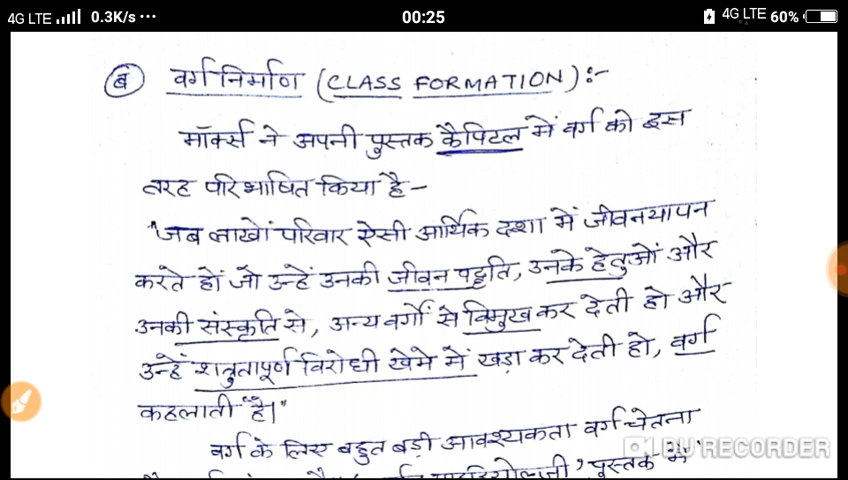 4G LTE 0.3K/s ••• 00:25 4G LTE 60%
ब वर्ग निर्माण (CLASS FORMATION) :-
मॉर्क्स ने अपनी पुस्तक कैपिटल में वर्ग को इस
तरह परिभाषित किया है -
"जब लाखों परिवार ऐसी आर्थिक दशा में जीवनयापन
करते हों जो उन्हें उनकी जीवन पद्धति, उनके हेतुओं और
उनकी संस्कृति से, अन्य वर्गों से विमुख कर देती हो और
उन्हें शत्रुतापूर्ण विरोधी खेमे में खड़ा कर देती हो, वर्ग
कहलाती है।"
वर्ग के लिए बहुत बड़ी आवश्यकता वर्ग चेतना
DU RECORDER
पुस्तक में